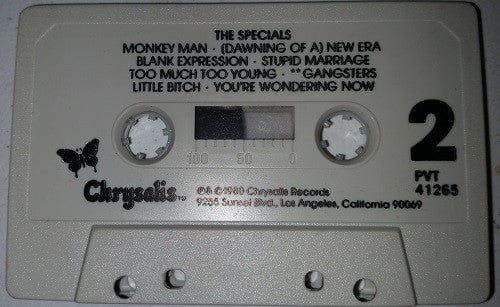 THE SPECIALS
MONKEY MAN · (DAWNING OF A) NEW ERA
BLANK EXPRESSION · STUPID MARRIAGE
TOO MUCH TOO YOUNG · **GANGSTERS
LITTLE BITCH · YOU'RE WONDERING NOW
2
100 50 0
PVT
41265
Chrysalis TM
℗ & © 1980 Chrysalis Records
9255 Sunset Blvd., Los Angeles, California 90069